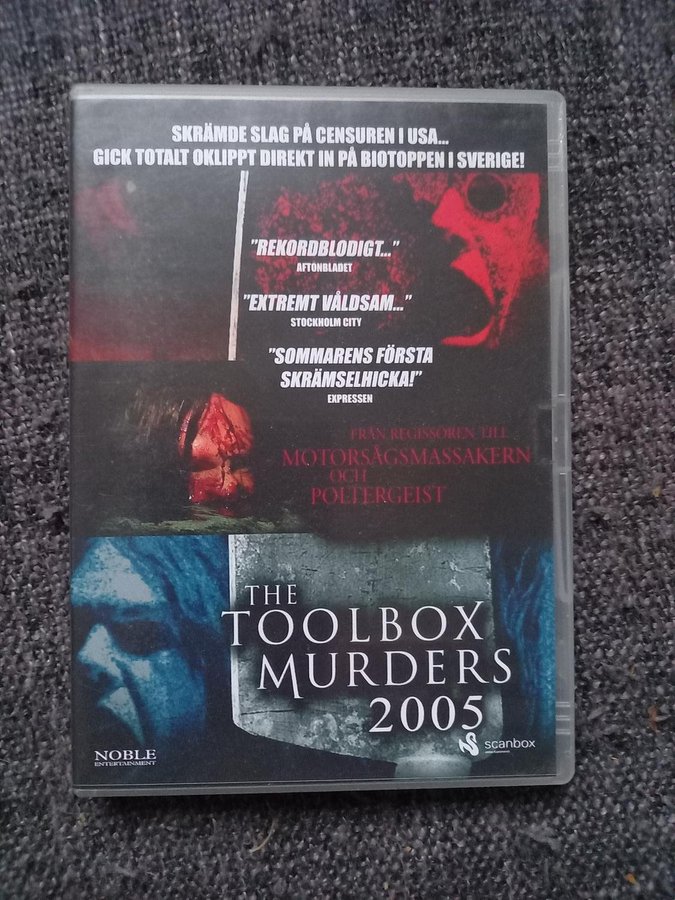 SKRÄMDE SLAG PÅ CENSUREN I USA...
GICK TOTALT OKLIPPT DIREKT IN PÅ BIOTOPPEN I SVERIGE!
"REKORDBLODIGT..."
AFTONBLADET
"EXTREMT VÅLDSAM..."
STOCKHOLM CITY
"SOMMARENS FÖRSTA
SKRÄMSELHICKA!"
EXPRESSEN
FRÅN REGISSÖREN TILL
MOTORSÅGSMASSAKERN
OCH
POLTERGEIST
THE
TOOLBOX
MURDERS
2005
NOBLE
ENTERTAINMENT
scanbox